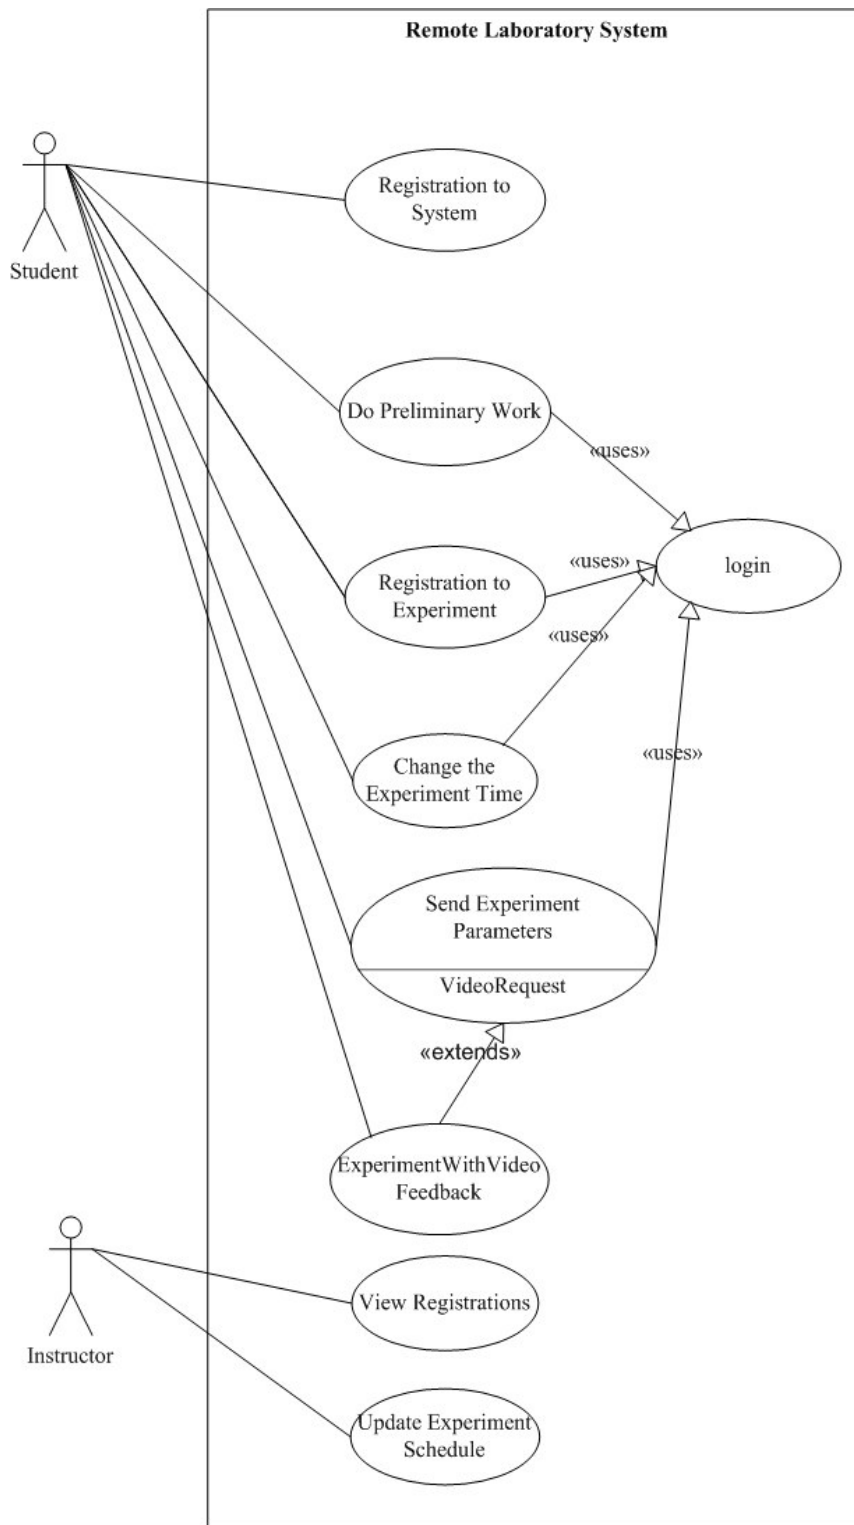 Remote Laboratory System
Student
Registration to
System
Do Preliminary Work
«uses»
login
Registration to
Experiment
«uses»
«uses»
Change the
Experiment Time
«uses»
Send Experiment
Parameters
VideoRequest
«extends»
ExperimentWithVideo
Feedback
Instructor
View Registrations
Update Experiment
Schedule